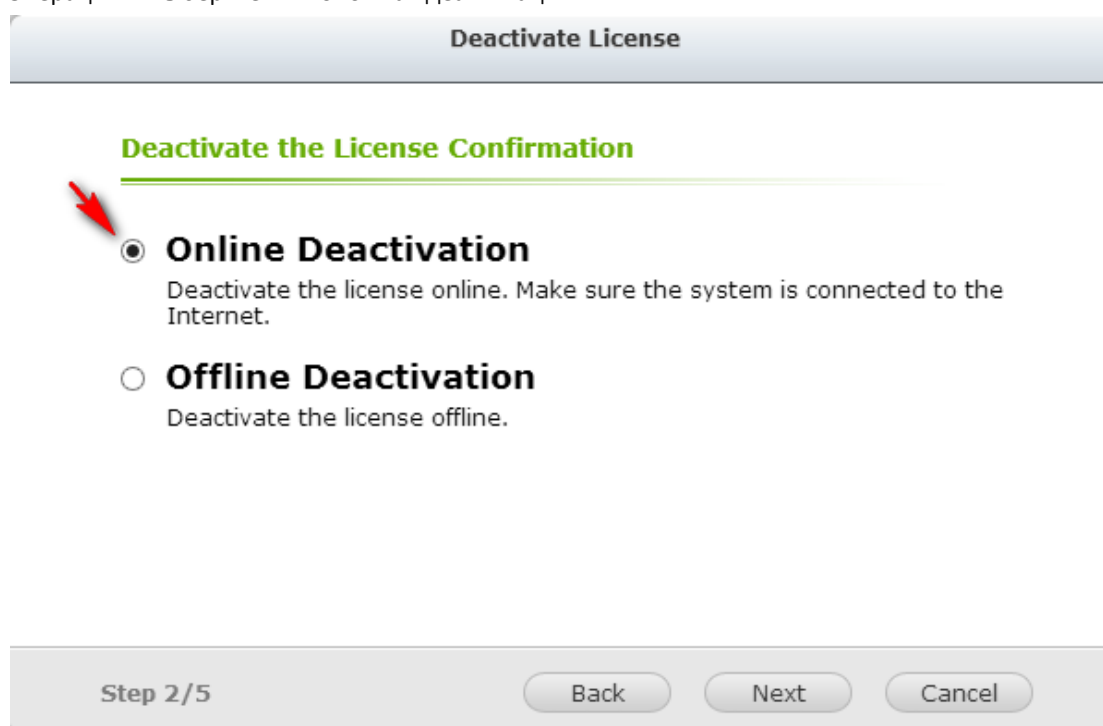 Deactivate License
Deactivate the License Confirmation
Online Deactivation
Deactivate the license online. Make sure the system is connected to the
Internet.
Offline Deactivation
Deactivate the license offline.
Step 2/5
Back
Next
Cancel